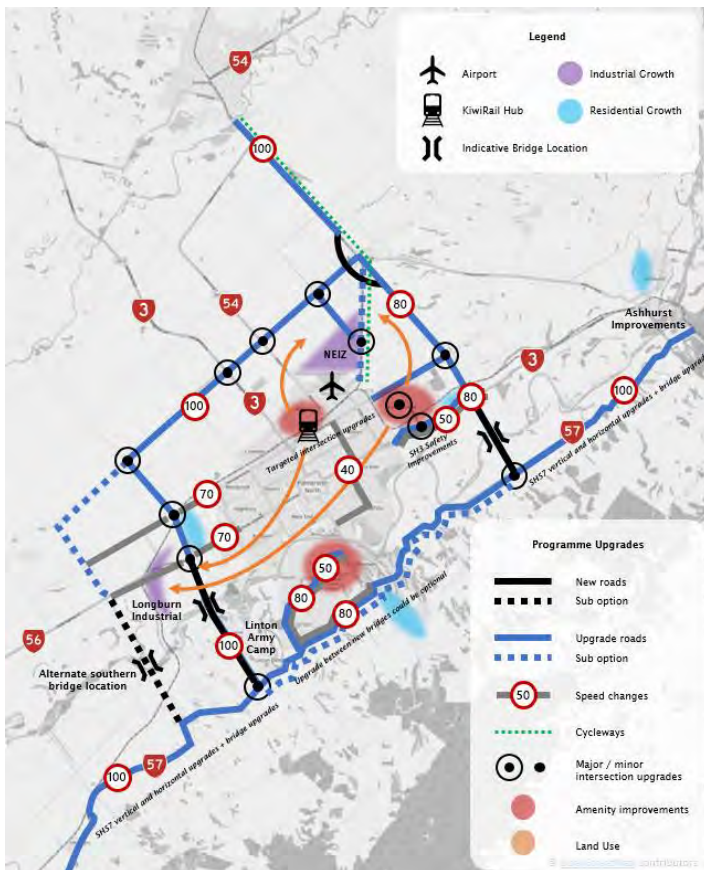 Legend
Airport
Industrial Growth
KiwiRail Hub
Residential Growth
Indicative Bridge Location
54
100
3
54
80
NEIZ
Ashhurst
Improvements
3
100
3
100
80
57
50
Targeted intersection upgrades
SH3 Safety
Improvements
SH57 vertical and horizontal upgrades + bridge upgrades
40
70
70
50
80
80
Longburn
Industrial
Linton
Army
Camp
100
Upgrade between new bridges could be optional
56
Alternate southern
bridge location
100
57
SH57 vertical and horizontal upgrades + bridge upgrades
Programme Upgrades
New roads
Sub option
Upgrade roads
Sub option
50
Speed changes
Cycleways
Major / minor
intersection upgrades
Amenity improvements
Land Use
contributors